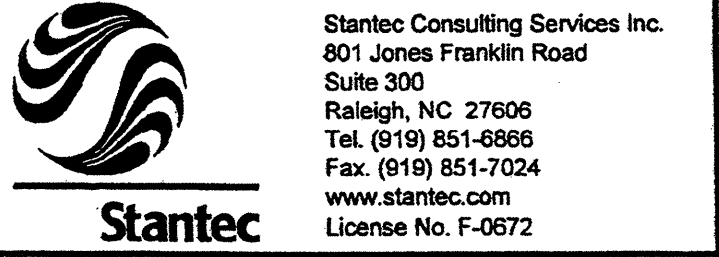 Stantec
Stantec Consulting Services Inc.
801 Jones Franklin Road
Suite 300
Raleigh, NC 27606
Tel. (919) 851-6866
Fax. (919) 851-7024
www.stantec.com
License No. F-0672